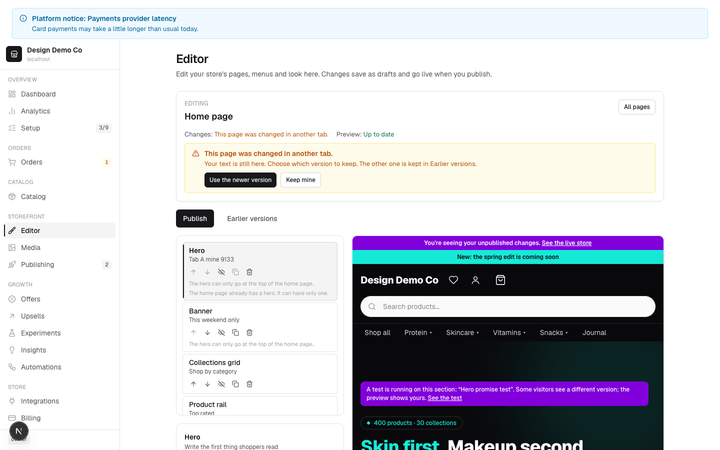 Platform notice: Payments provider latency
Card payments may take a little longer than usual today.
Design Demo Co
localhost
OVERVIEW
Dashboard
Analytics
Setup 3/9
ORDERS
Orders 1
CATALOG
Catalog
STOREFRONT
Editor
Media
Publishing 2
GROWTH
Offers
Upsells
Experiments
Insights
Automations
STORE
Integrations
Billing
N
Editor
Edit your store's pages, menus and look here. Changes save as drafts and go live when you publish.
EDITING
Home page
All pages
Changes: This page was changed in another tab. Preview: Up to date
This page was changed in another tab.
Your text is still here. Choose which version to keep. The other one is kept in Earlier versions.
Use the newer version
Keep mine
Publish
Earlier versions
Hero
Tab A mine 9133
The hero can only go at the top of the home page.
The home page already has a hero. It can have only one.
Banner
This weekend only
The hero can only go at the top of the home page.
Collections grid
Shop by category
Product rail
Top rated
Hero
Write the first thing shoppers read
You're seeing your unpublished changes. See the live store
New: the spring edit is coming soon
Design Demo Co
Search products...
Shop all Protein Skincare Vitamins Snacks Journal
A test is running on this section: "Hero promise test". Some visitors see a different version; the
preview shows yours. See the test
400 products · 30 collections
Skin first. Makeup second.